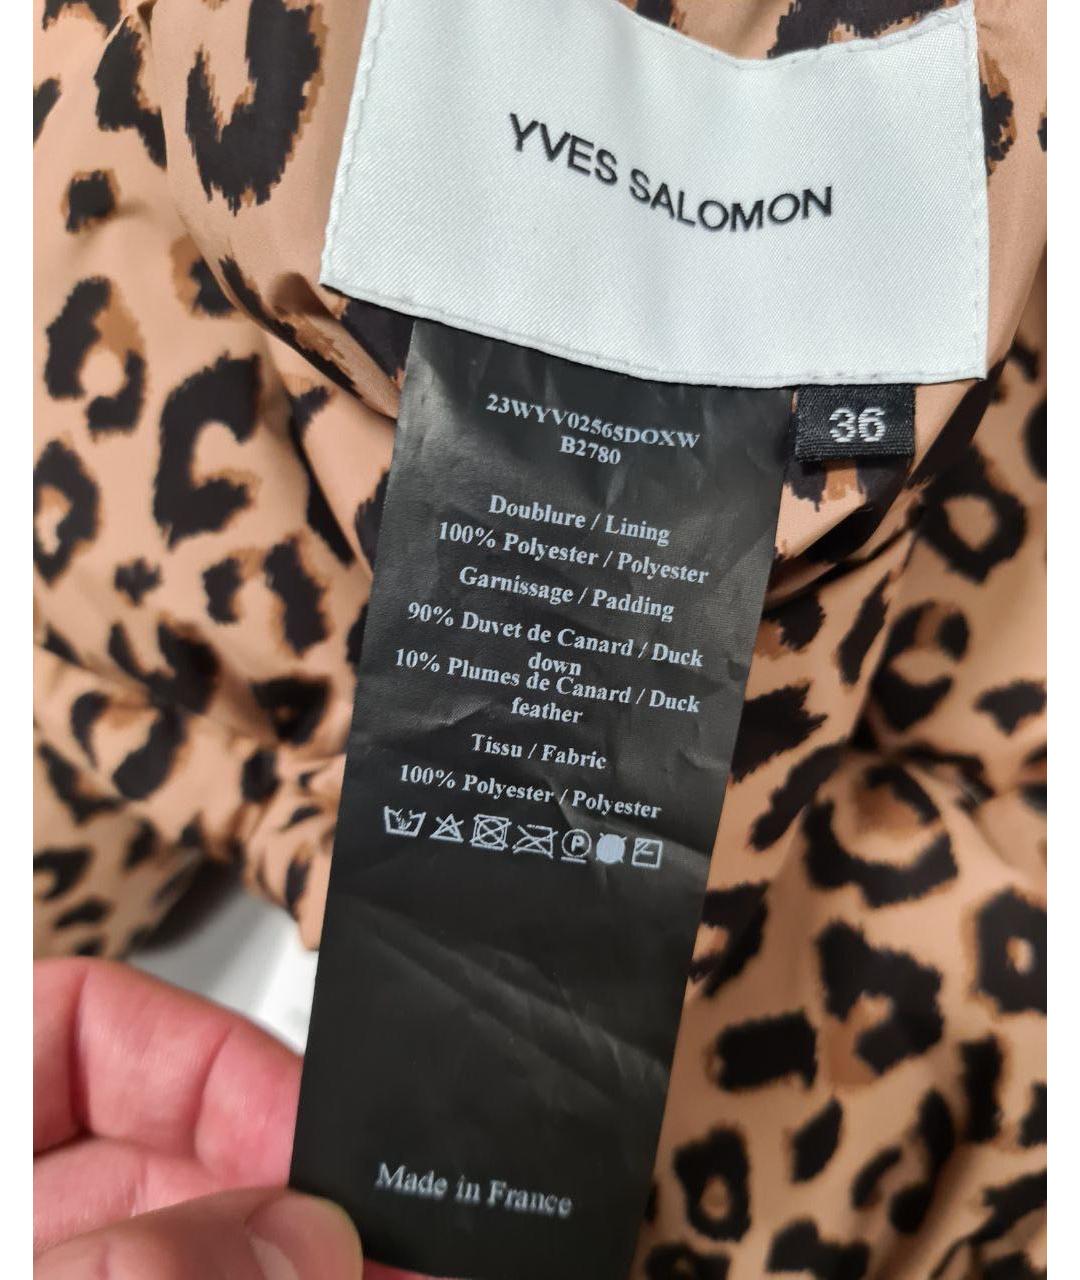 YVES SALOMON
36
23WYV02565DOXW
B2780
Doublure / Lining
100% Polyester / Polyester
Garnissage / Padding
90% Duvet de Canard / Duck
down
10% Plumes de Canard / Duck
feather
Tissu / Fabric
100% Polyester / Polyester
P
Made in France